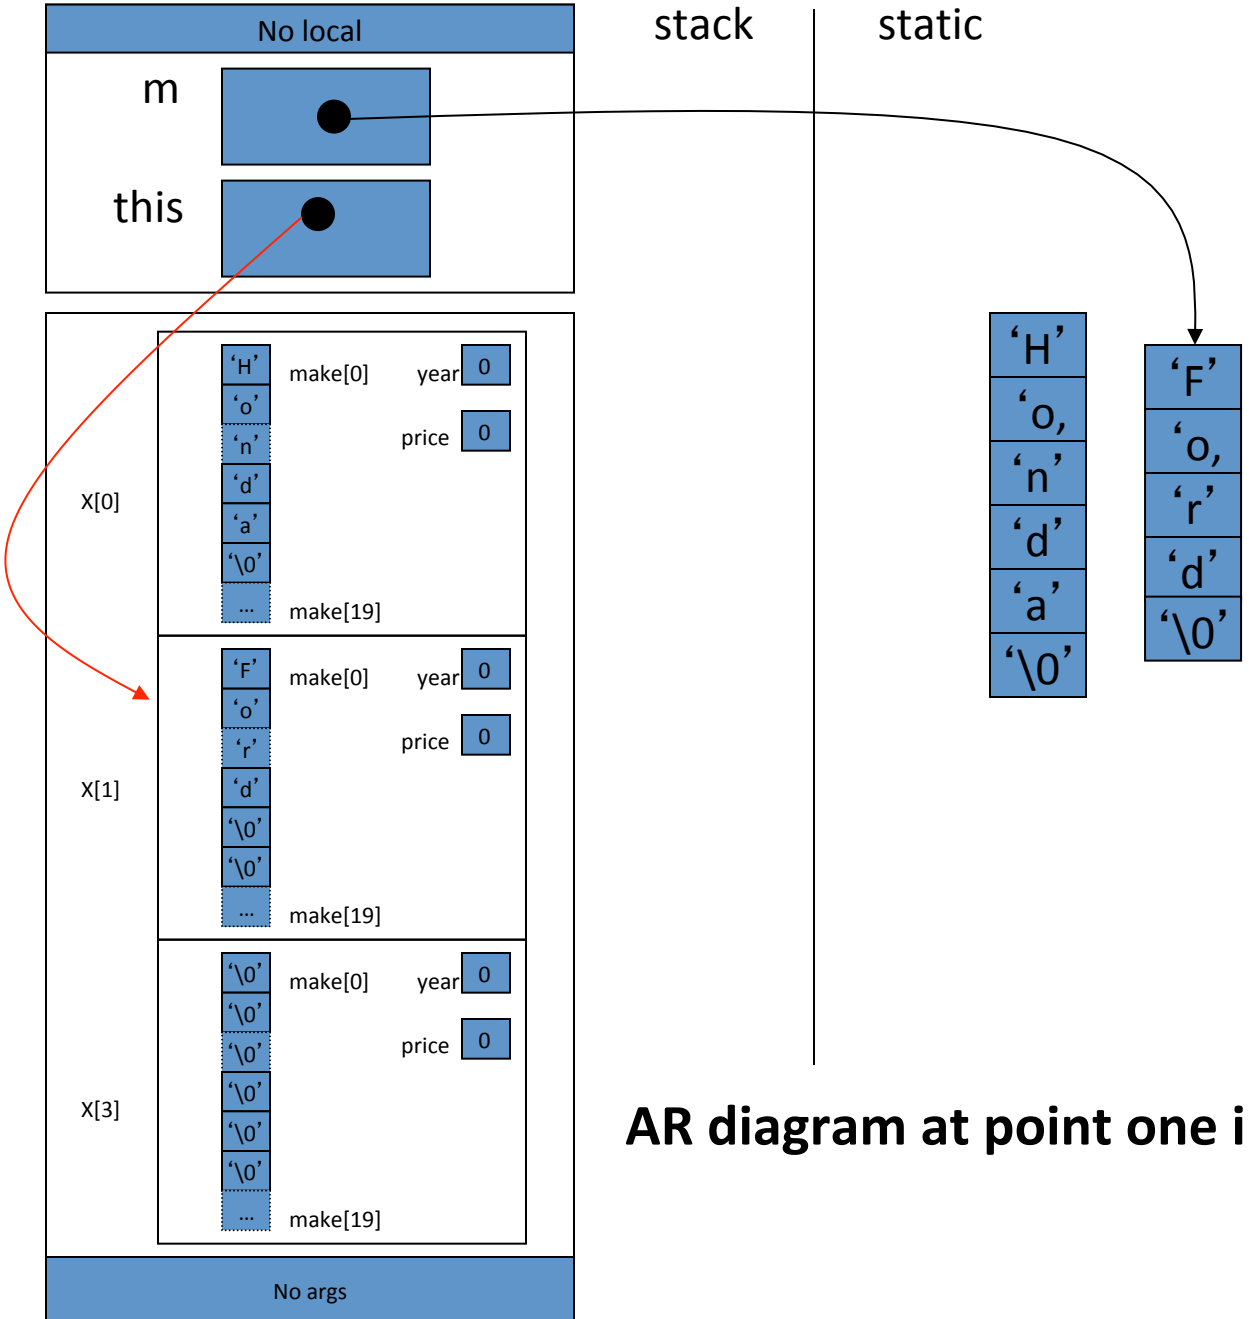 No local
stack
static
m
this
X[0]
‘H’
make[0]
year
0
‘o’
price
0
‘n’
‘d’
‘a’
‘\0’
...
make[19]
X[1]
‘F’
make[0]
year
0
‘o’
price
0
‘r’
‘d’
‘\0’
‘\0’
...
make[19]
X[3]
‘\0’
make[0]
year
0
‘\0’
price
0
‘\0’
‘\0’
‘\0’
‘\0’
...
make[19]
No args
‘H’
‘o,
‘n’
‘d’
‘a’
‘\0’
‘F’
‘o,
‘r’
‘d’
‘\0’
AR diagram at point one i